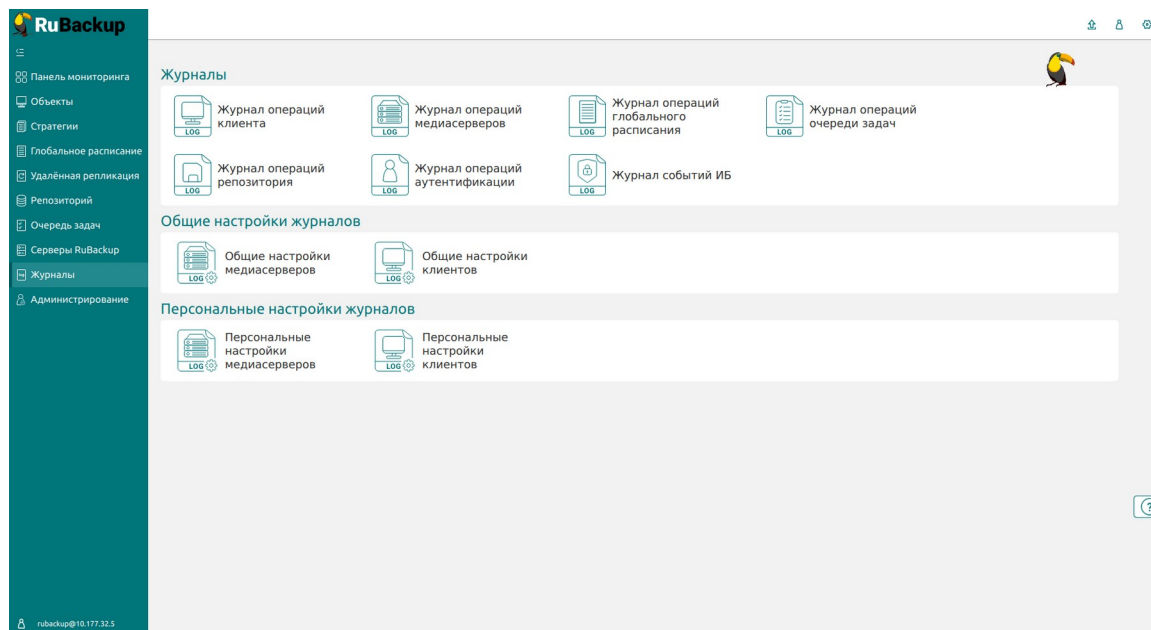 RuBackup
Панель мониторинга
Объекты
Стратегии
Глобальное расписание
Удалённая репликация
Репозиторий
Очередь задач
Серверы RuBackup
Журналы
Администрирование
rubackup@10.177.32.5
Журналы
LOG
Журнал операций
клиента
LOG
Журнал операций
медиасерверов
LOG
Журнал операций
глобального
расписания
LOG
Журнал операций
очереди задач
LOG
Журнал операций
репозитория
LOG
Журнал операций
аутентификации
LOG
Журнал событий ИБ
Общие настройки журналов
LOG
Общие настройки
медиасерверов
LOG
Общие настройки
клиентов
Персональные настройки журналов
LOG
Персональные
настройки
медиасерверов
LOG
Персональные
настройки
клиентов
?